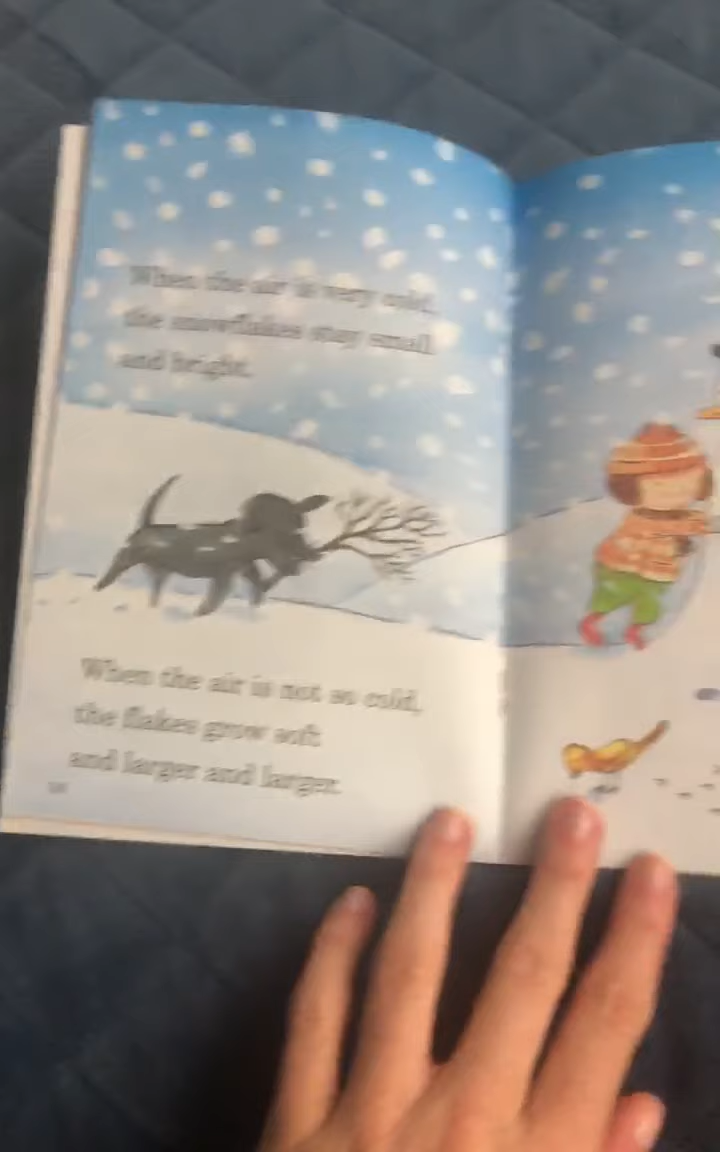 When the air is very cold,
the snowflakes stay small
and bright.
When the air is not so cold,
the flakes grow soft
and larger and larger.